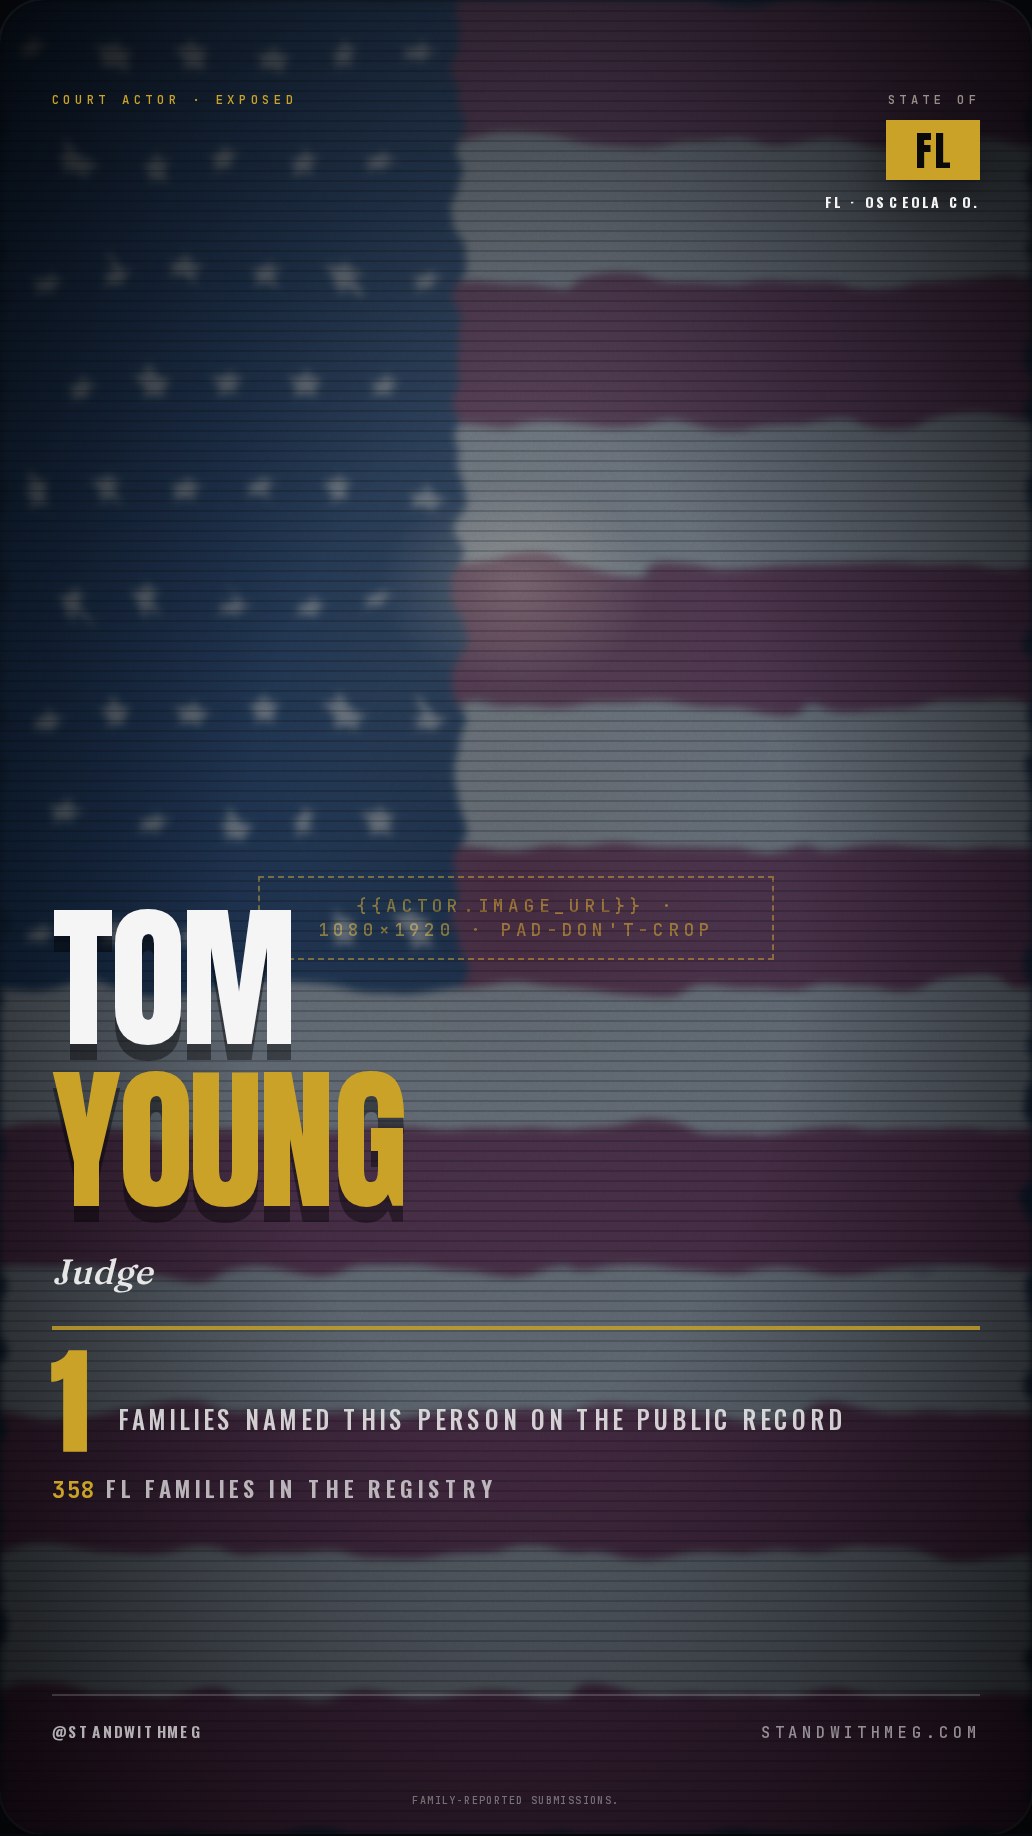 COURT ACTOR · EXPOSED
STATE OF
FL
FL · OSCEOLA CO.
{{ACTOR.IMAGE_URL}} ·
1080×1920 · PAD-DON'T-CROP
TOM
YOUNG
Judge
1 FAMILIES NAMED THIS PERSON ON THE PUBLIC RECORD
358 FL FAMILIES IN THE REGISTRY
@STANDWITHMEG
STANDWITHMEG.COM
FAMILY-REPORTED SUBMISSIONS.